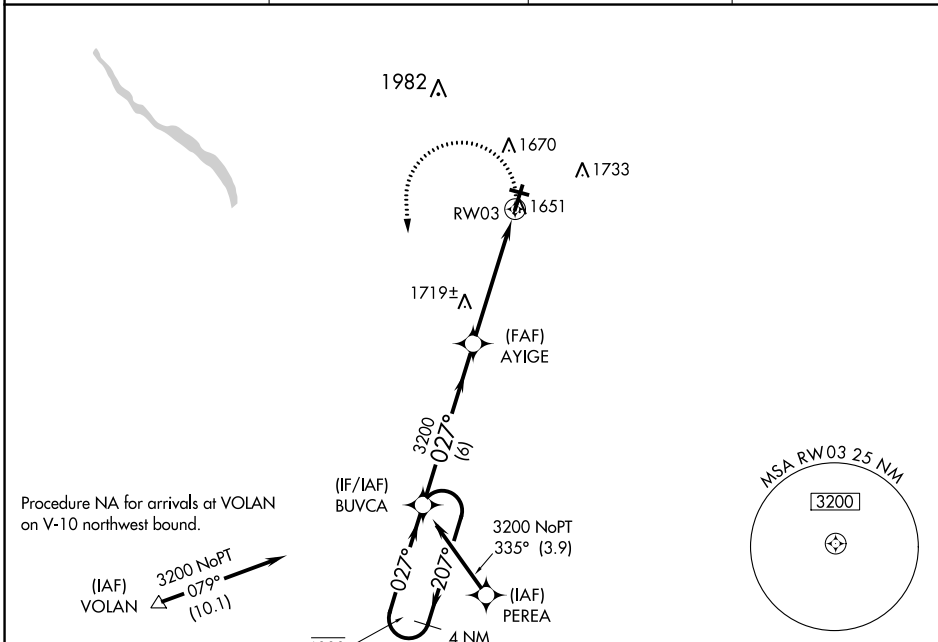 1982
1670
1733
RW03
1651
1719±
(FAF)
AYIGE
3200
027°
(6)
(IF/IAF)
BUVCA
MSA RW03 25 NM
3200
Procedure NA for arrivals at VOLAN
on V-10 northwest bound.
3200 NoPT
335° (3.9)
3200 NoPT
079°
(10.1)
(IAF)
VOLAN
027°
207°
(IAF)
PEREA
4 NM